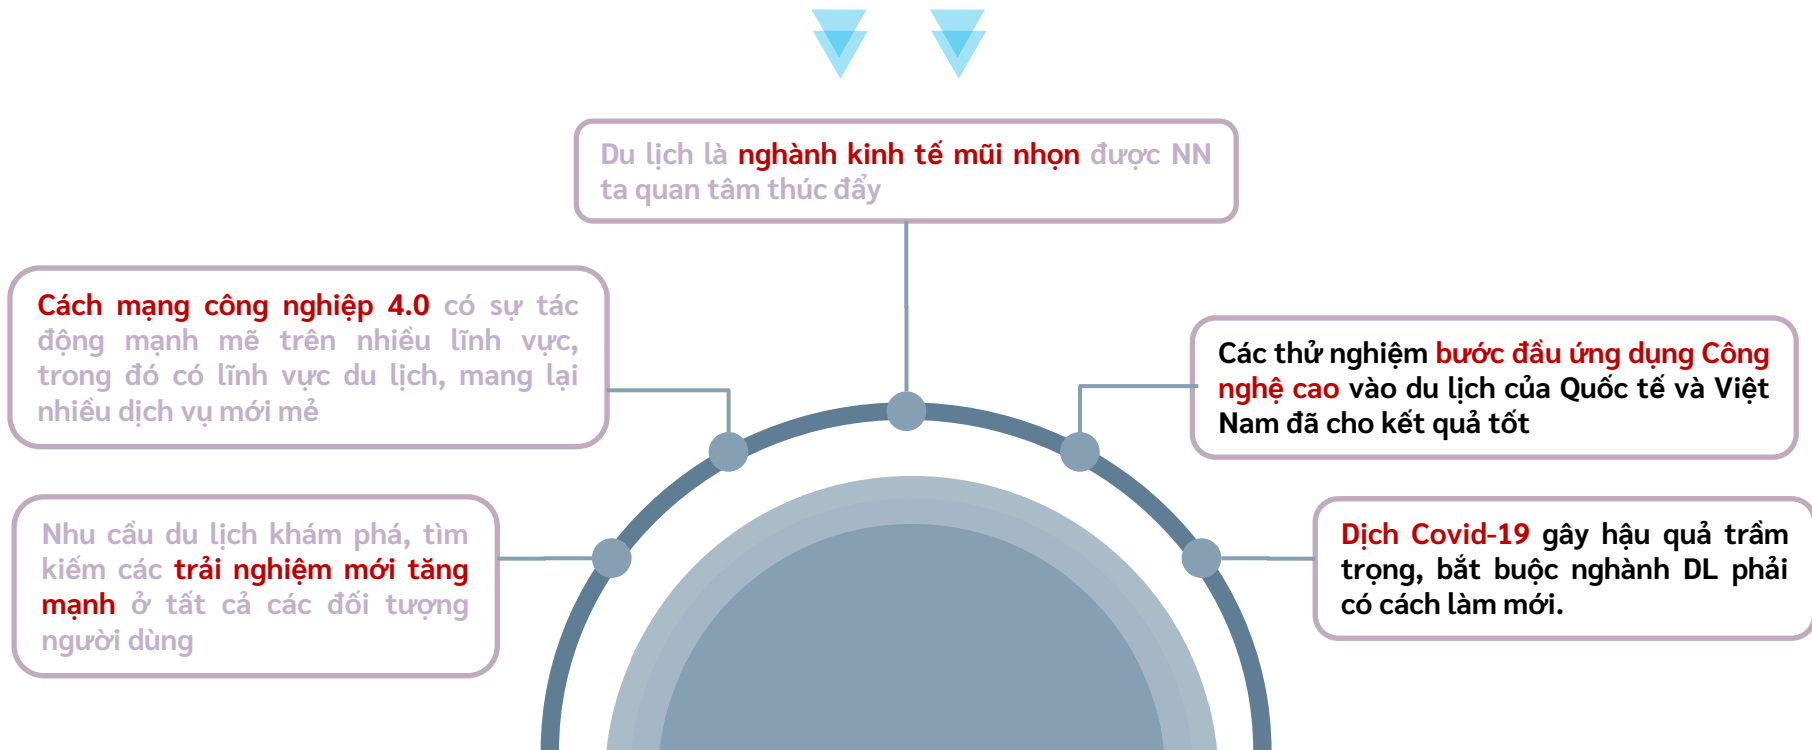 Du lịch là nghành kinh tế mũi nhọn được NN
ta quan tâm thúc đẩy
Cách mạng công nghiệp 4.0 có sự tác
động mạnh mẽ trên nhiều lĩnh vực,
trong đó có lĩnh vực du lịch, mang lại
nhiều dịch vụ mới mẻ
Các thử nghiệm bước đầu ứng dụng Công
nghệ cao vào du lịch của Quốc tế và Việt
Nam đã cho kết quả tốt
Nhu cầu du lịch khám phá, tìm
kiếm các trải nghiệm mới tăng
mạnh ở tất cả các đối tượng
người dùng
Dịch Covid-19 gây hậu quả trầm
trọng, bắt buộc nghành DL phải
có cách làm mới.